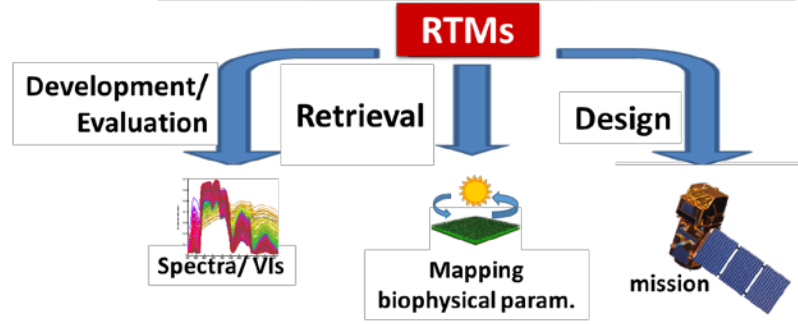 RTMs
Development/
Evaluation
Retrieval
Design
Spectra/ VIs
Mapping
biophysical param.
mission